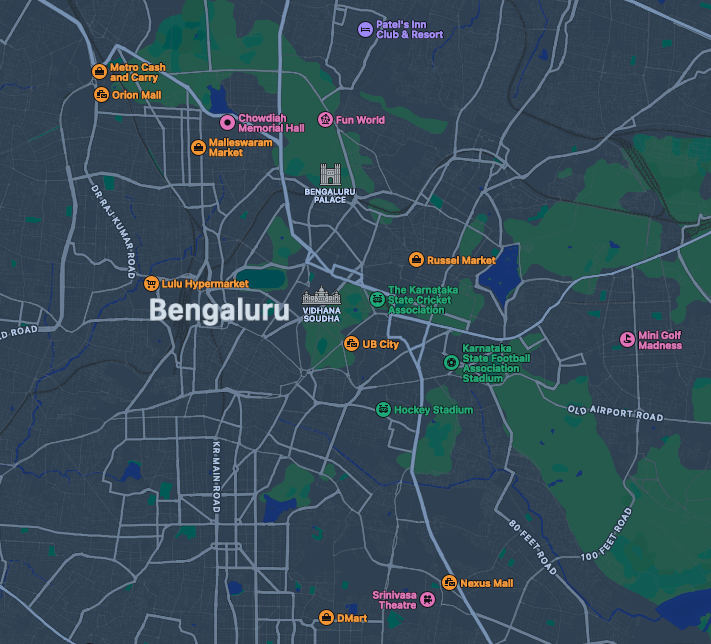 Patel's Inn
Club & Resort
Metro Cash
and Carry
Orion Mall
Chowdiah
Memorial Hall
Fun World
Malleswaram
Market
BENGALURU
PALACE
DR RAJ KUMAR ROAD
Russel Market
Lulu Hypermarket
The Karnataka
State Cricket
Association
Bengaluru
VIDHANA
SOUDHA
D ROAD
UB City
Mini Golf
Madness
Karnataka
State Football
Association
Stadium
Hockey Stadium
OLD AIRPORT ROAD
KR MAIN ROAD
80 FEET ROAD
100 FEET ROAD
Nexus Mall
Srinivasa
Theatre
DMart